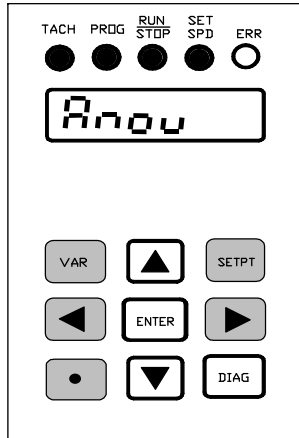 TACH PROG RUN STOP SET SPD ERR
Anou
VAR SETPT
ENTER
DIAG